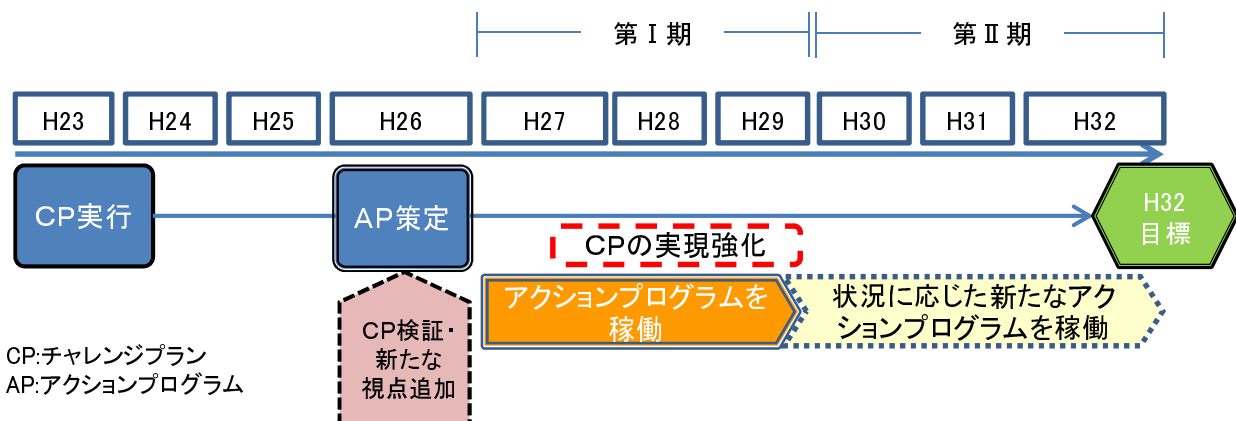 第Ⅰ期
第Ⅱ期
H23
H24
H25
H26
H27
H28
H29
H30
H31
H32
CP実行
AP策定
H32
目標
CPの実現強化
アクションプログラムを
稼働
状況に応じた新たなアク
ションプログラムを稼働
CP検証・
新たな
視点追加
CP:チャレンジプラン
AP:アクションプログラム